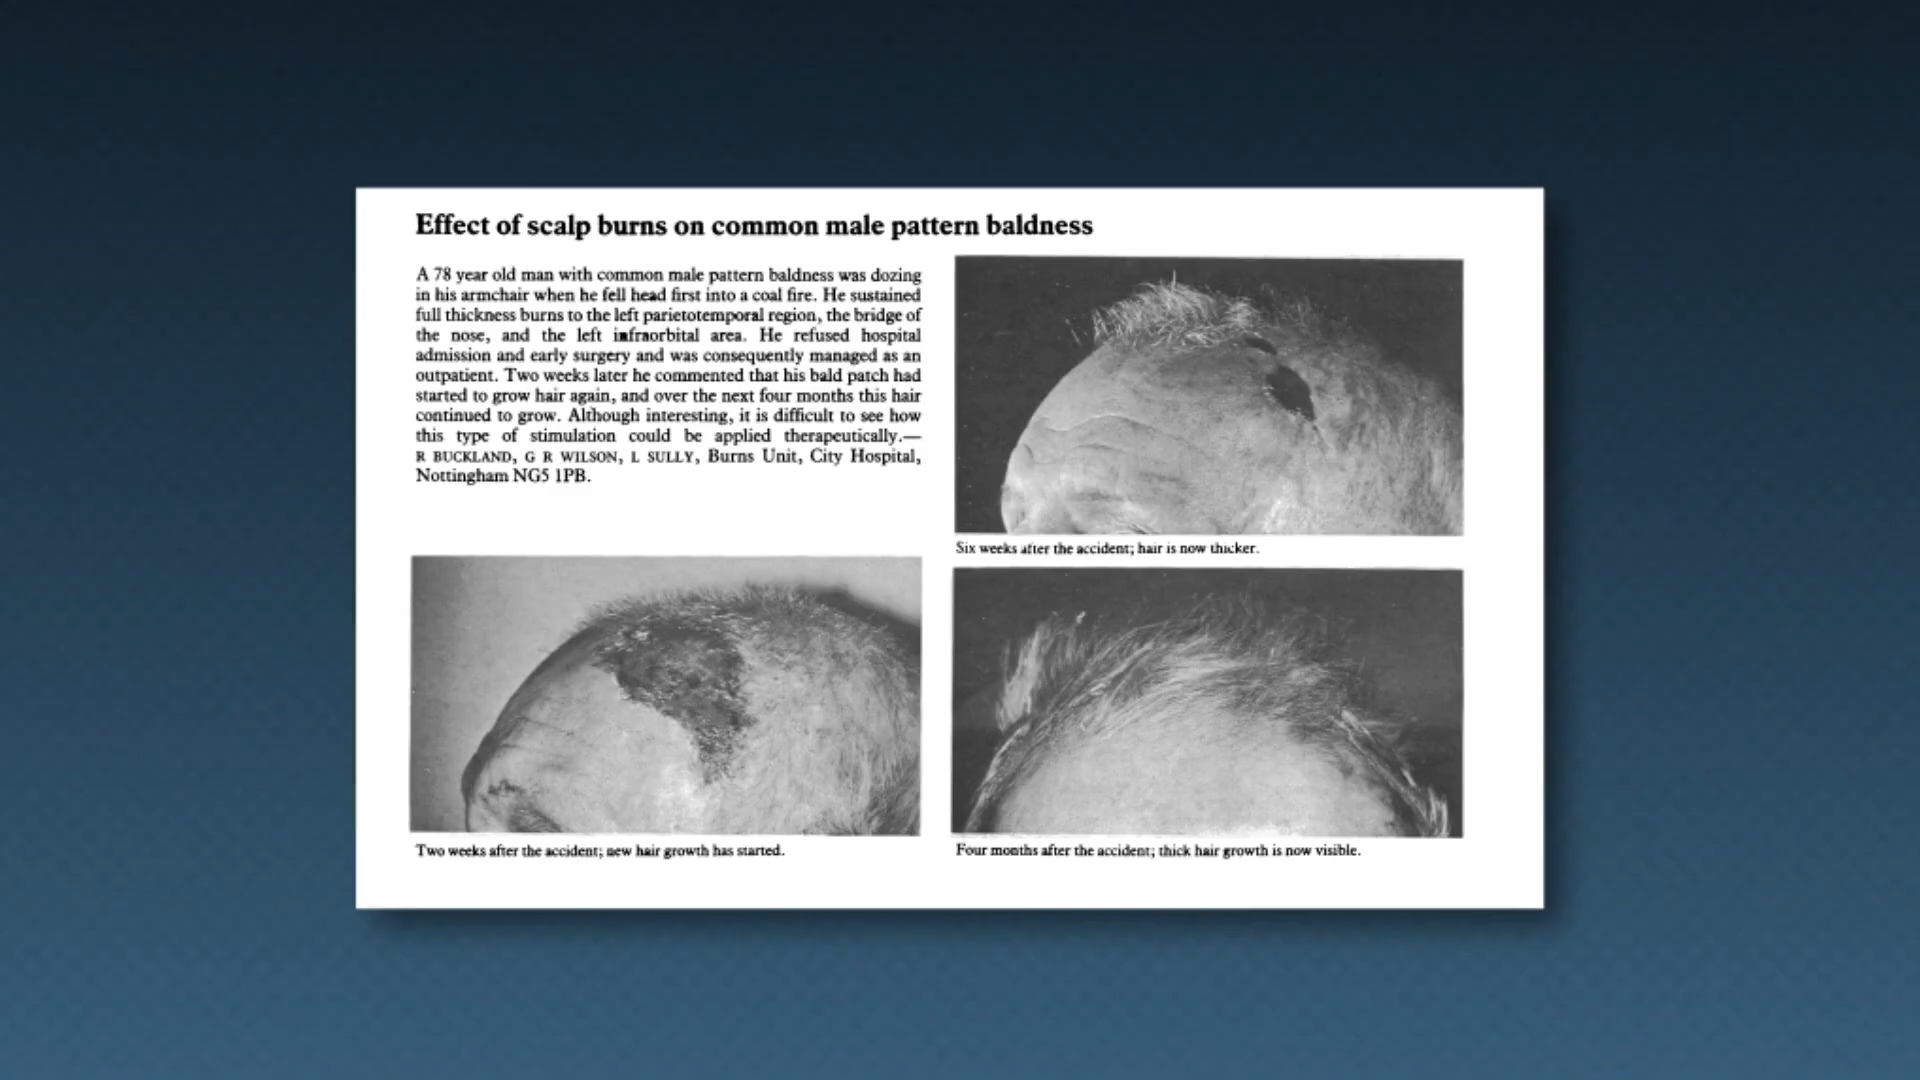 Effect of scalp burns on common male pattern baldness
A 78 year old man with common male pattern baldness was dozing
in his armchair when he fell head first into a coal fire. He sustained
full thickness burns to the left parietotemporal region, the bridge of
the nose, and the left infraorbital area. He refused hospital
admission and early surgery and was consequently managed as an
outpatient. Two weeks later he commented that his bald patch had
started to grow hair again, and over the next four months this hair
continued to grow. Although interesting, it is difficult to see how
this type of stimulation could be applied therapeutically.—
R BUCKLAND, G R WILSON, L SULLY, Burns Unit, City Hospital,
Nottingham NG5 1PB.
Six weeks after the accident; hair is now thicker.
Two weeks after the accident; new hair growth has started.
Four months after the accident; thick hair growth is now visible.